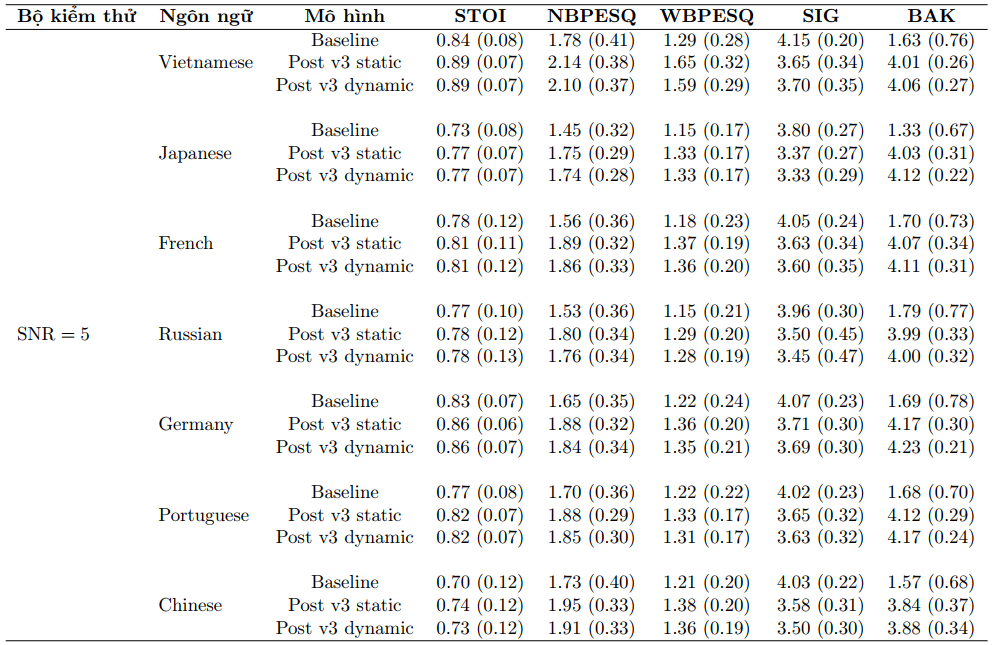 Bộ kiểm thử Ngôn ngữ Mô hình STOI NBPESQ WBPESQ SIG BAK
Baseline 0.84 (0.08) 1.78 (0.41) 1.29 (0.28) 4.15 (0.20) 1.63 (0.76)
Vietnamese Post v3 static 0.89 (0.07) 2.14 (0.38) 1.65 (0.32) 3.65 (0.34) 4.01 (0.26)
Post v3 dynamic 0.89 (0.07) 2.10 (0.37) 1.59 (0.29) 3.70 (0.35) 4.06 (0.27)
Baseline 0.73 (0.08) 1.45 (0.32) 1.15 (0.17) 3.80 (0.27) 1.33 (0.67)
Japanese Post v3 static 0.77 (0.07) 1.75 (0.29) 1.33 (0.17) 3.37 (0.27) 4.03 (0.31)
Post v3 dynamic 0.77 (0.07) 1.74 (0.28) 1.33 (0.17) 3.33 (0.29) 4.12 (0.22)
Baseline 0.78 (0.12) 1.56 (0.36) 1.18 (0.23) 4.05 (0.24) 1.70 (0.73)
French Post v3 static 0.81 (0.11) 1.89 (0.32) 1.37 (0.19) 3.63 (0.34) 4.07 (0.34)
Post v3 dynamic 0.81 (0.12) 1.86 (0.33) 1.36 (0.20) 3.60 (0.35) 4.11 (0.31)
Baseline 0.77 (0.10) 1.53 (0.36) 1.15 (0.21) 3.96 (0.30) 1.79 (0.77)
SNR = 5 Russian Post v3 static 0.78 (0.12) 1.80 (0.34) 1.29 (0.20) 3.50 (0.45) 3.99 (0.33)
Post v3 dynamic 0.78 (0.13) 1.76 (0.34) 1.28 (0.19) 3.45 (0.47) 4.00 (0.32)
Baseline 0.83 (0.07) 1.65 (0.35) 1.22 (0.24) 4.07 (0.23) 1.69 (0.78)
Germany Post v3 static 0.86 (0.06) 1.88 (0.32) 1.36 (0.20) 3.71 (0.30) 4.17 (0.30)
Post v3 dynamic 0.86 (0.07) 1.84 (0.34) 1.35 (0.21) 3.69 (0.30) 4.23 (0.21)
Baseline 0.77 (0.08) 1.70 (0.36) 1.22 (0.22) 4.02 (0.23) 1.68 (0.70)
Portuguese Post v3 static 0.82 (0.07) 1.88 (0.29) 1.33 (0.17) 3.65 (0.32) 4.12 (0.29)
Post v3 dynamic 0.82 (0.07) 1.85 (0.30) 1.31 (0.17) 3.63 (0.32) 4.17 (0.24)
Baseline 0.70 (0.12) 1.73 (0.40) 1.21 (0.20) 4.03 (0.22) 1.57 (0.68)
Chinese Post v3 static 0.74 (0.12) 1.95 (0.33) 1.38 (0.20) 3.58 (0.31) 3.84 (0.37)
Post v3 dynamic 0.73 (0.12) 1.91 (0.33) 1.36 (0.19) 3.50 (0.30) 3.88 (0.34)